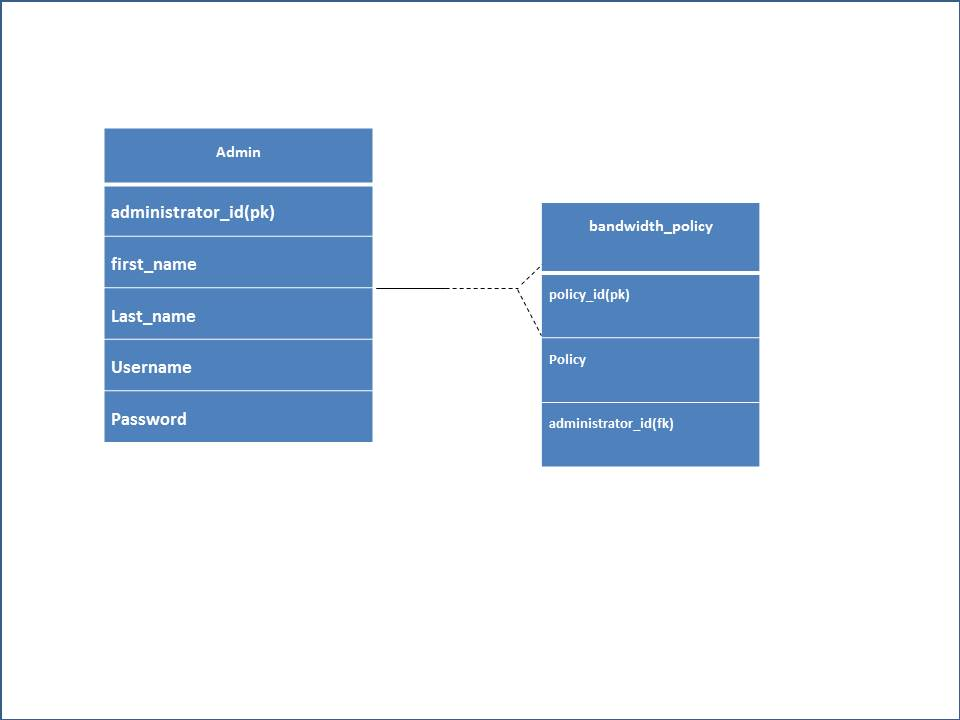 Admin
administrator_id(pk)
first_name
Last_name
Username
Password
bandwidth_policy
policy_id(pk)
Policy
administrator_id(fk)